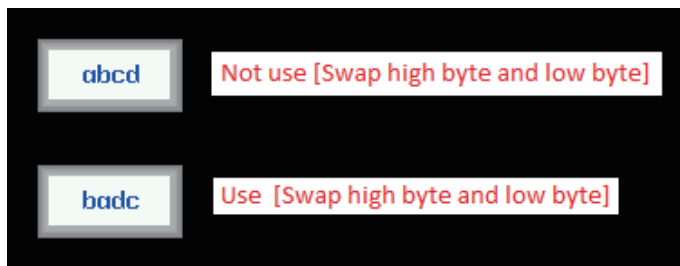 abcd Not use [Swap high byte and low byte]
badc Use [Swap high byte and low byte]